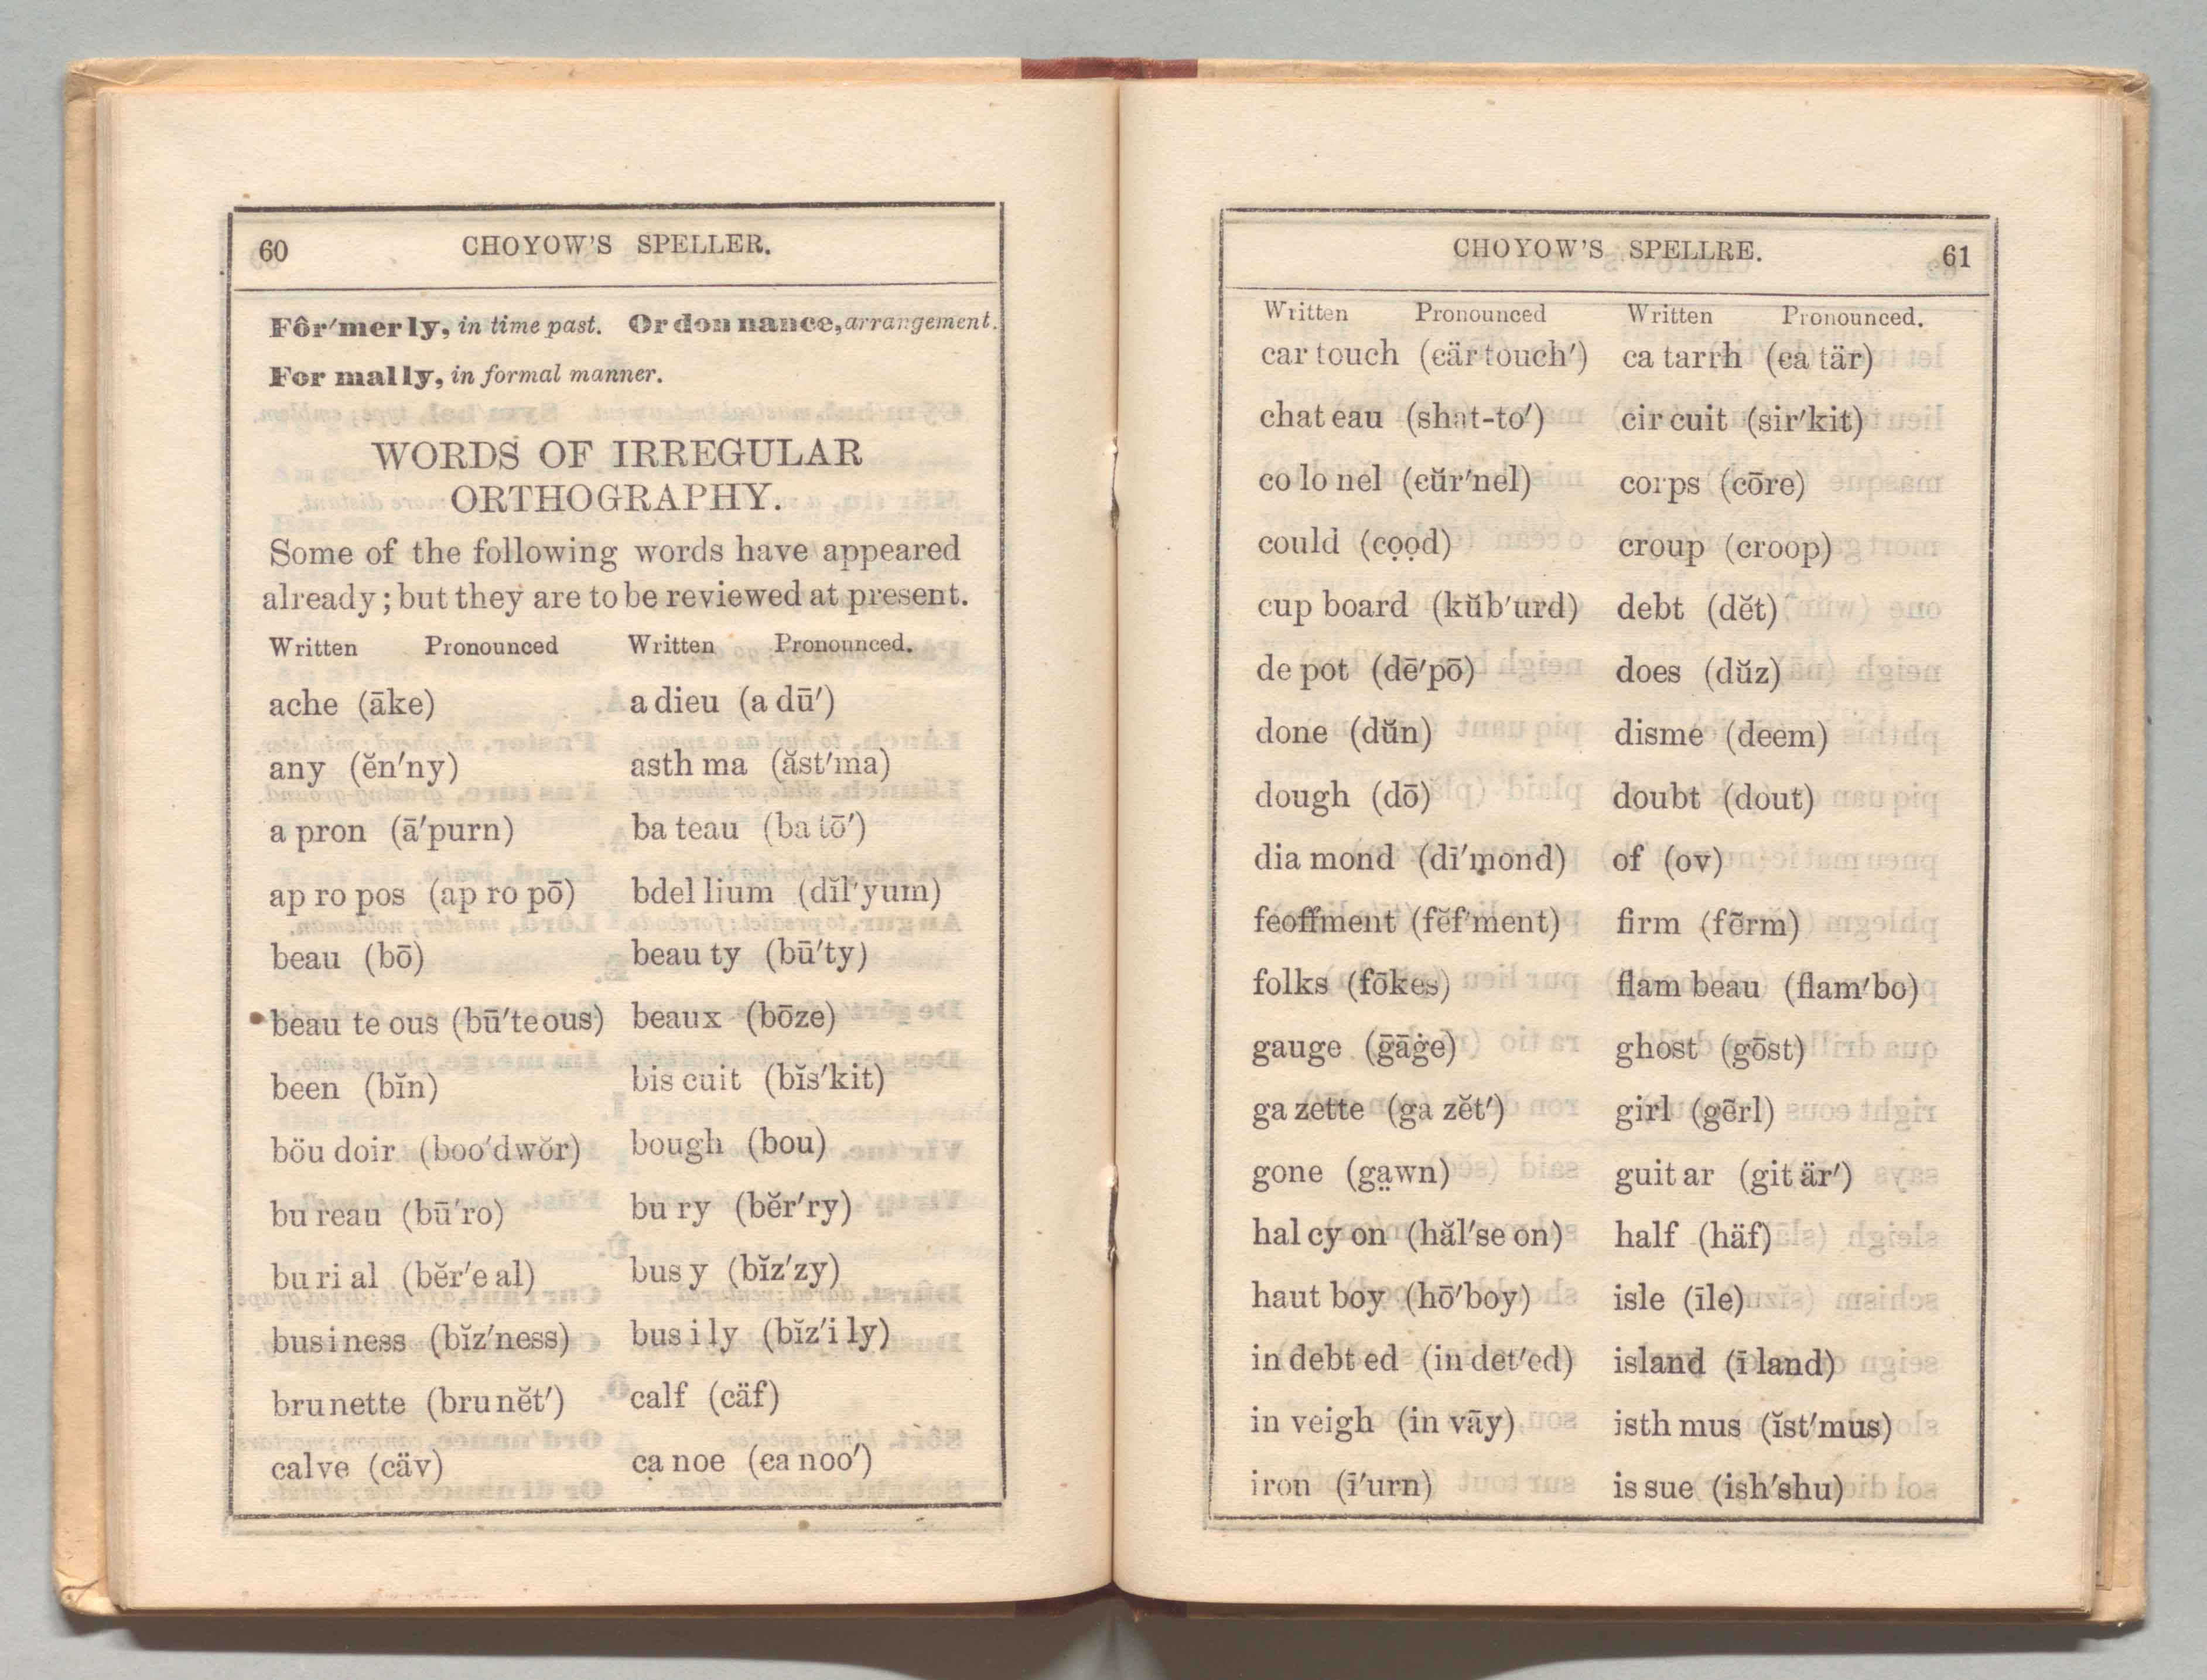 60 CHOYOW'S SPELLER.
Fôr′mer ly, in time past. Or don nance, arrangement.
For mal ly, in formal manner.
WORDS OF IRREGULAR
ORTHOGRAPHY.
Some of the following words have appeared
already; but they are to be reviewed at present.
Written Pronounced Written Pronounced.
ache (āke) a dieu (a dū′)
any (ĕn′ny) asth ma (ăst′ma)
a pron (ā′purn) ba teau (ba tō′)
ap ro pos (ap ro pō) bdel lium (dĭl′yum)
beau (bō) beau ty (bū′ty)
beau te ous (bū′te ous) beaux (bōze)
been (bĭn) bis cuit (bĭs′kit)
böu doir (boo′dwŏr) bough (bou)
bu reau (bū′ro) bu ry (bĕr′ry)
bu ri al (bĕr′e al) bus y (bĭz′zy)
bus i ness (bĭz′ness) bus i ly (bĭz′i ly)
bru nette (bru nĕt′) calf (cäf)
calve (cäv) ca noe (ca noo′)
CHOYOW'S SPELLRE. 61
Written Pronounced Written Pronounced.
car touch (cär touch′) ca tarrh (ca tär)
chat eau (shat-to′) cir cuit (sir′kit)
co lo nel (cŭr′nel) corps (cōre)
could (cọọd) croup (croop)
cup board (kŭb′urd) debt (dĕt)
de pot (dē′pō) does (dŭz)
done (dŭn) disme (deem)
dough (dō) doubt (dout)
dia mond (dī′mond) of (ov)
feoffment (fĕf′ment) firm (fẽrm)
folks (fōkes) flam beau (flam′bo)
gauge (ḡāġe) ghost (gōst)
ga zette (ga zĕt′) girl (gẽrl)
gone (ga̤wn) guit ar (git är′)
hal cy on (hăl′se on) half (häf)
haut boy (hō′boy) isle (īle)
in debt ed (in det′ed) island (ī land)
in veigh (in vāy) isth mus (ĭst′mus)
iron (ī′urn) is sue (ish′shu)